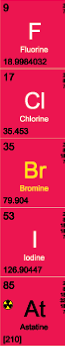 9
F
Fluorine
18.9984032
17
Cl
Chlorine
35.453
35
Br
Bromine
79.904
53
I
Iodine
126.90447
85
At
Astatine
[210]